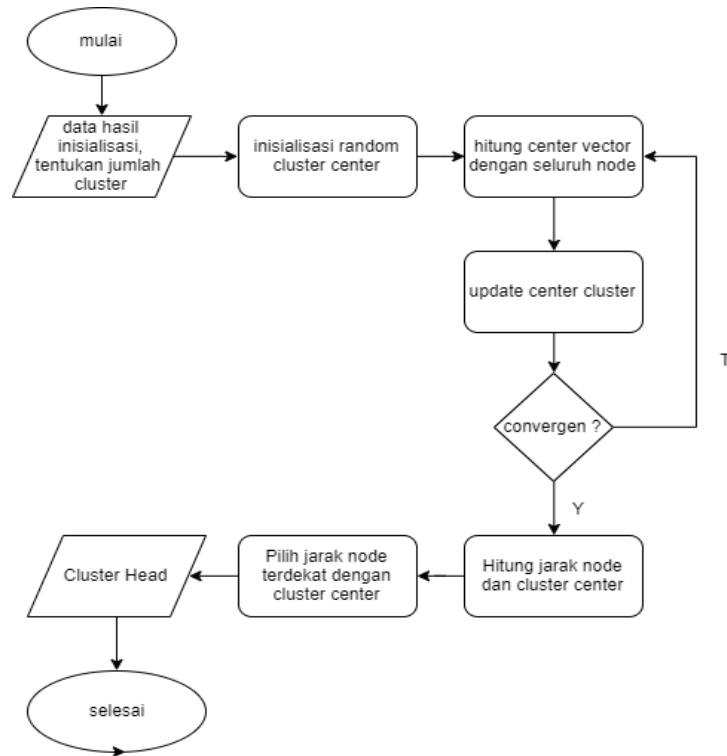 mulai
data hasil
inisialisasi,
tentukan jumlah
cluster
inisialisasi random
cluster center
hitung center vector
dengan seluruh node
update center cluster
T
convergen ?
Y
Hitung jarak node
dan cluster center
Pilih jarak node
terdekat dengan
cluster center
Cluster Head
selesai